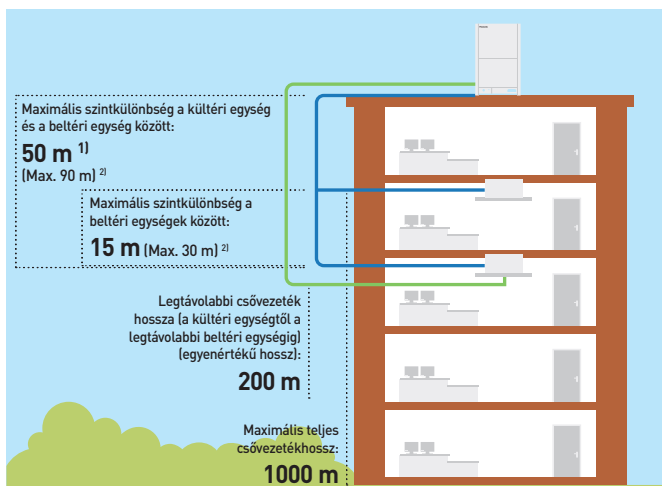 Maximális szintkülönbség a kültéri egység
és a beltéri egység között:
50 m 1)
(Max. 90 m) 2)
Maximális szintkülönbség a
beltéri egységek között:
15 m (Max. 30 m) 2)
Legtávolabbi csővezeték
hossza (a kültéri egységtől a
legtávolabbi beltéri egységig)
(egyenértékű hossz):
200 m
Maximális teljes
csővezetékhossz:
1000 m